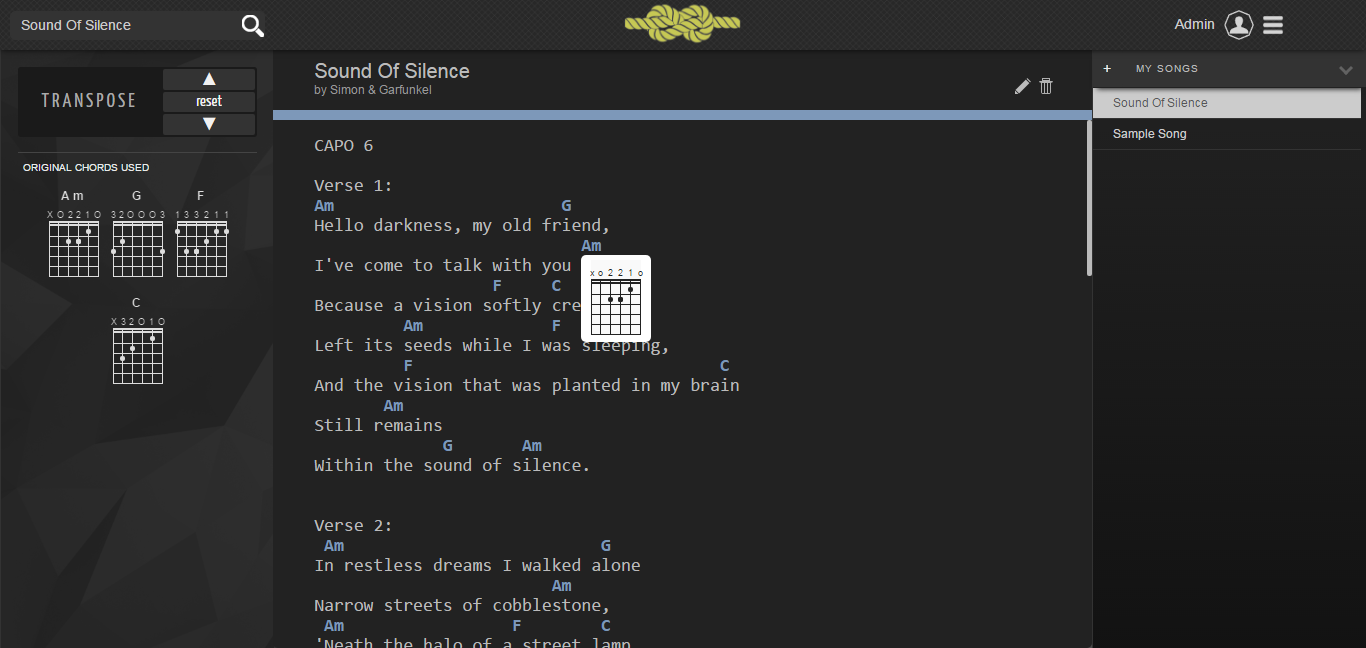 Sound Of Silence
Admin
TRANSPOSE
reset
ORIGINAL CHORDS USED
A m G F
X O 2 2 1 O 3 2 O O O 3 1 3 3 2 1 1
C
X 3 2 O 1 O
Sound Of Silence
by Simon & Garfunkel
CAPO 6
Verse 1:
Am G
Hello darkness, my old friend,
Am
I've come to talk with you
x o 2 2 1 o
F C
Because a vision softly cre
Am F
Left its seeds while I was sleeping,
F C
And the vision that was planted in my brain
Am
Still remains
G Am
Within the sound of silence.
Verse 2:
Am G
In restless dreams I walked alone
Am
Narrow streets of cobblestone,
Am F C
'Neath the halo of a street lamp
+ MY SONGS
Sound Of Silence
Sample Song